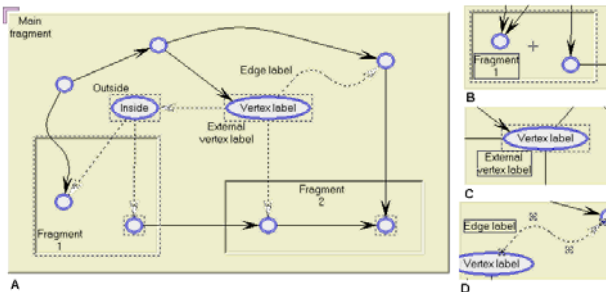 Main
fragment
Edge label
Outside
Inside
Vertex label
External
vertex label
Fragment
1
Fragment
2
A
Fragment
1
B
Vertex label
External
vertex label
C
Edge label
Vertex label
D